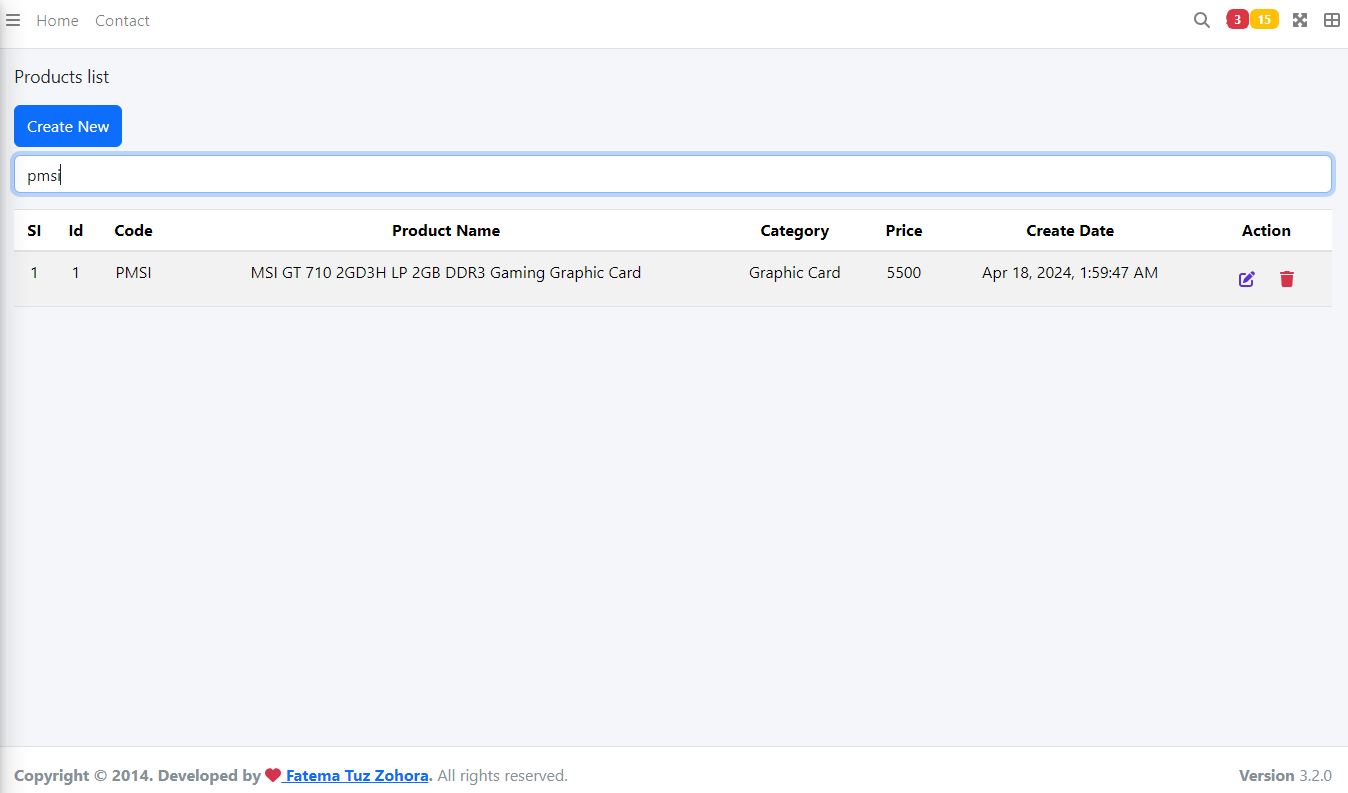 Home Contact 3 15
Products list
Create New
pmsi
Sl Id Code Product Name Category Price Create Date Action
1 1 PMSI MSI GT 710 2GD3H LP 2GB DDR3 Gaming Graphic Card Graphic Card 5500 Apr 18, 2024, 1:59:47 AM
Copyright © 2014. Developed by Fatema Tuz Zohora. All rights reserved. Version 3.2.0